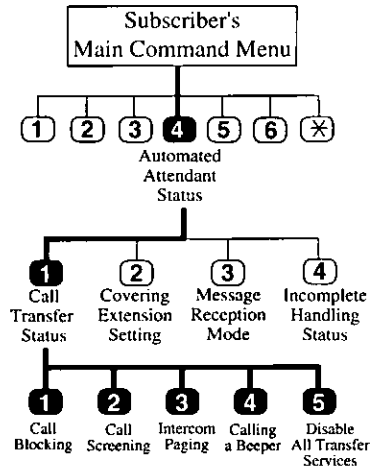 Subscriber's
Main Command Menu
1 2 3 4 5 6 *
Automated
Attendant
Status
1 2 3 4
Call Covering Message Incomplete
Transfer Extension Reception Handling
Status Setting Mode Status
1 2 3 4 5
Call Call Intercom Calling Disable
Blocking Screening Paging a Beeper All Transfer
Services